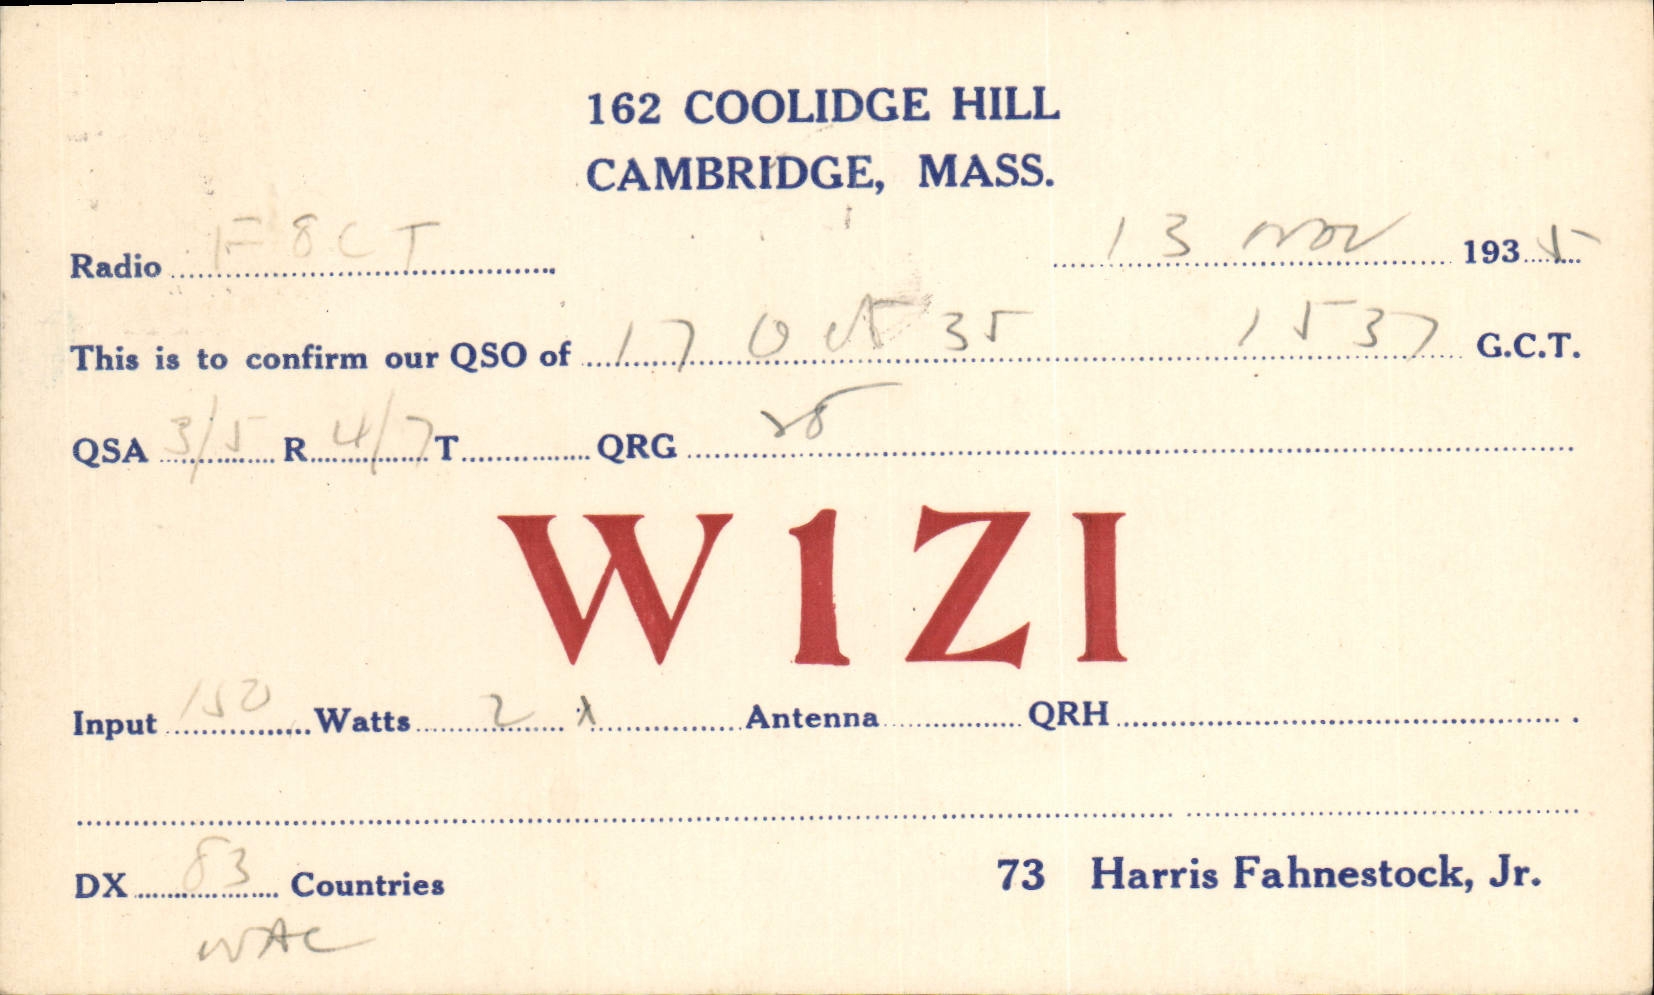 162 COOLIDGE HILL
CAMBRIDGE, MASS.
Radio F8CT 13 Nov 1935
This is to confirm our QSO of 17 Oct 35 1537 G.C.T.
QSA 3/5 R 4/7 T QRG 28
W1ZI
Input 150 Watts 2 λ Antenna QRH
DX 83 Countries 73 Harris Fahnestock, Jr.
WAC